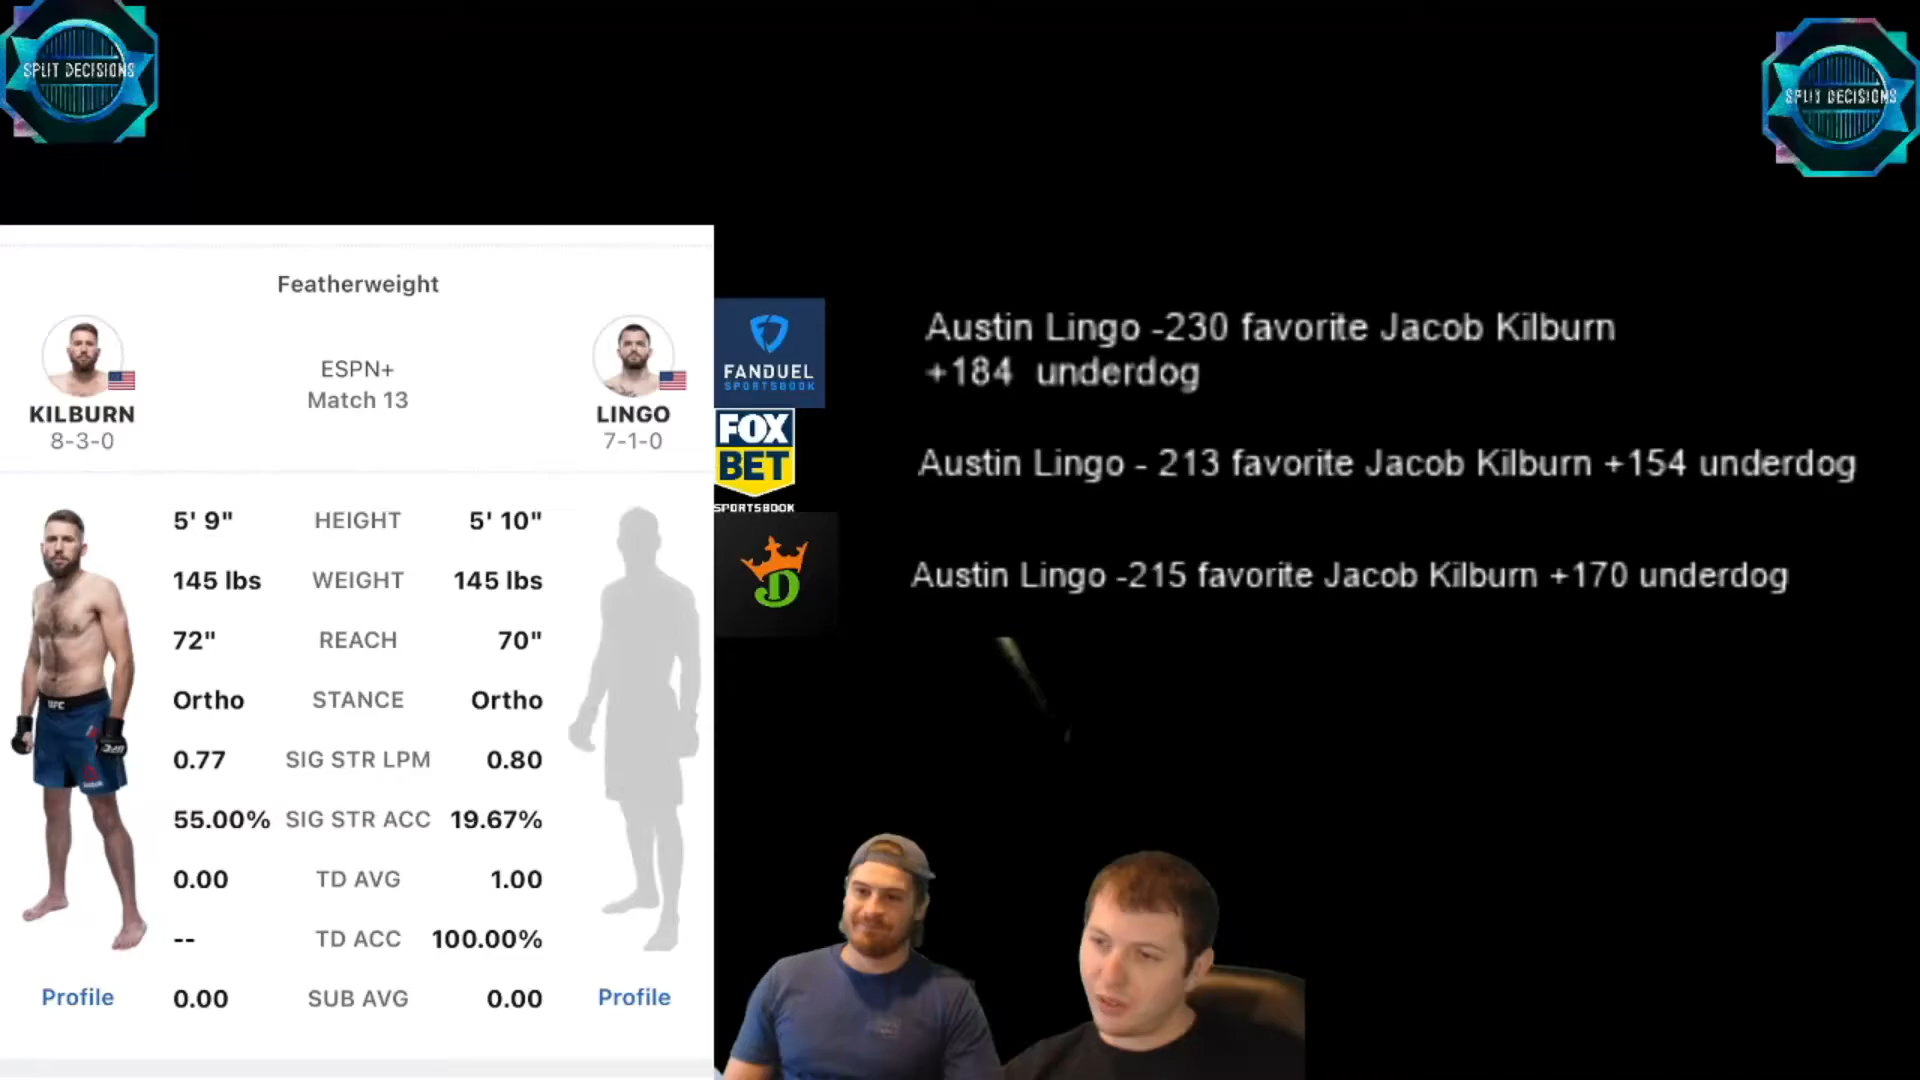 SPLIT DECISIONS
SPLIT DECISIONS
Featherweight
KILBURN
8-3-0
ESPN+
Match 13
LINGO
7-1-0
5' 9" HEIGHT 5' 10"
145 lbs WEIGHT 145 lbs
72" REACH 70"
Ortho STANCE Ortho
0.77 SIG STR LPM 0.80
55.00% SIG STR ACC 19.67%
0.00 TD AVG 1.00
-- TD ACC 100.00%
Profile 0.00 SUB AVG 0.00 Profile
UFC
FANDUEL
SPORTSBOOK
Austin Lingo -230 favorite Jacob Kilburn
+184 underdog
FOX
BET
SPORTSBOOK
Austin Lingo - 213 favorite Jacob Kilburn +154 underdog
D
Austin Lingo -215 favorite Jacob Kilburn +170 underdog